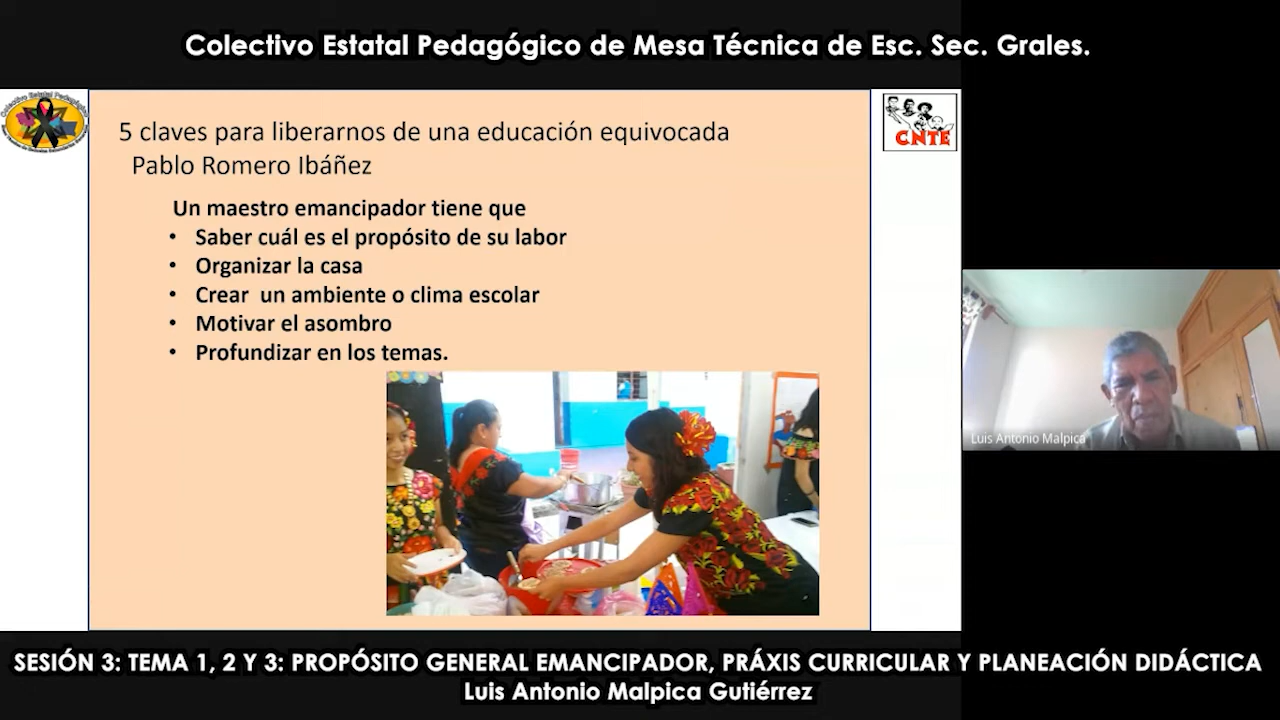 Colectivo Estatal Pedagógico de Mesa Técnica de Esc. Sec. Grales.
Colectivo Estatal Pedagógico
CNTE
5 claves para liberarnos de una educación equivocada
Pablo Romero Ibáñez
Un maestro emancipador tiene que
• Saber cuál es el propósito de su labor
• Organizar la casa
• Crear un ambiente o clima escolar
• Motivar el asombro
• Profundizar en los temas.
Luis Antonio Malpica
SESIÓN 3: TEMA 1, 2 Y 3: PROPÓSITO GENERAL EMANCIPADOR, PRÁXIS CURRICULAR Y PLANEACIÓN DIDÁCTICA
Luis Antonio Malpica Gutiérrez